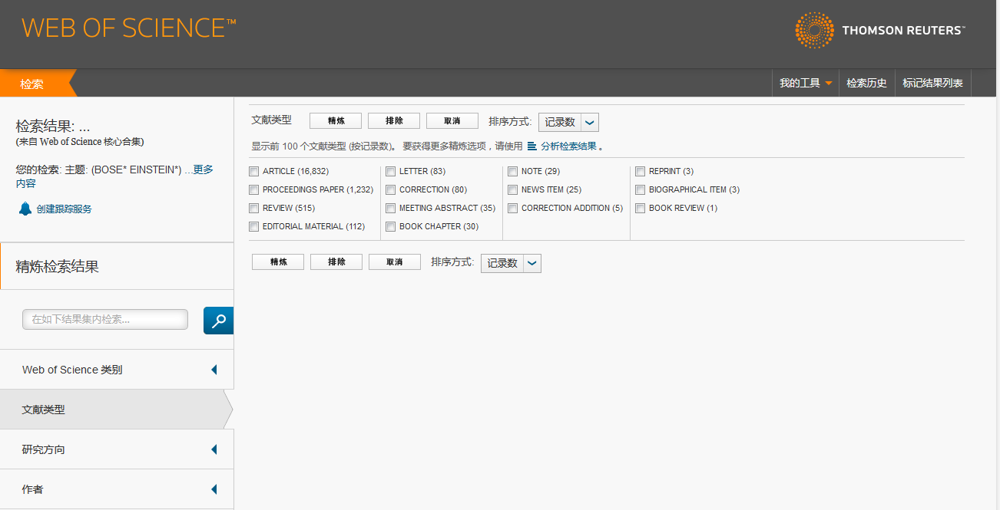 WEB OF SCIENCE™
THOMSON REUTERS™
检索
我的工具
检索历史
标记结果列表
检索结果: ...
(来自 Web of Science 核心合集)
您的检索: 主题: (BOSE* EINSTEIN*) ...更多
内容
创建跟踪服务
精炼检索结果
在如下结果集内检索...
Web of Science 类别
文献类型
研究方向
作者
文献类型 精炼 排除 取消 排序方式: 记录数
显示前 100 个文献类型 (按记录数)。 要获得更多精炼选项，请使用 分析检索结果 。
ARTICLE (16,832) LETTER (83) NOTE (29) REPRINT (3)
PROCEEDINGS PAPER (1,232) CORRECTION (80) NEWS ITEM (25) BIOGRAPHICAL ITEM (3)
REVIEW (515) MEETING ABSTRACT (35) CORRECTION ADDITION (5) BOOK REVIEW (1)
EDITORIAL MATERIAL (112) BOOK CHAPTER (30)
精炼 排除 取消 排序方式: 记录数